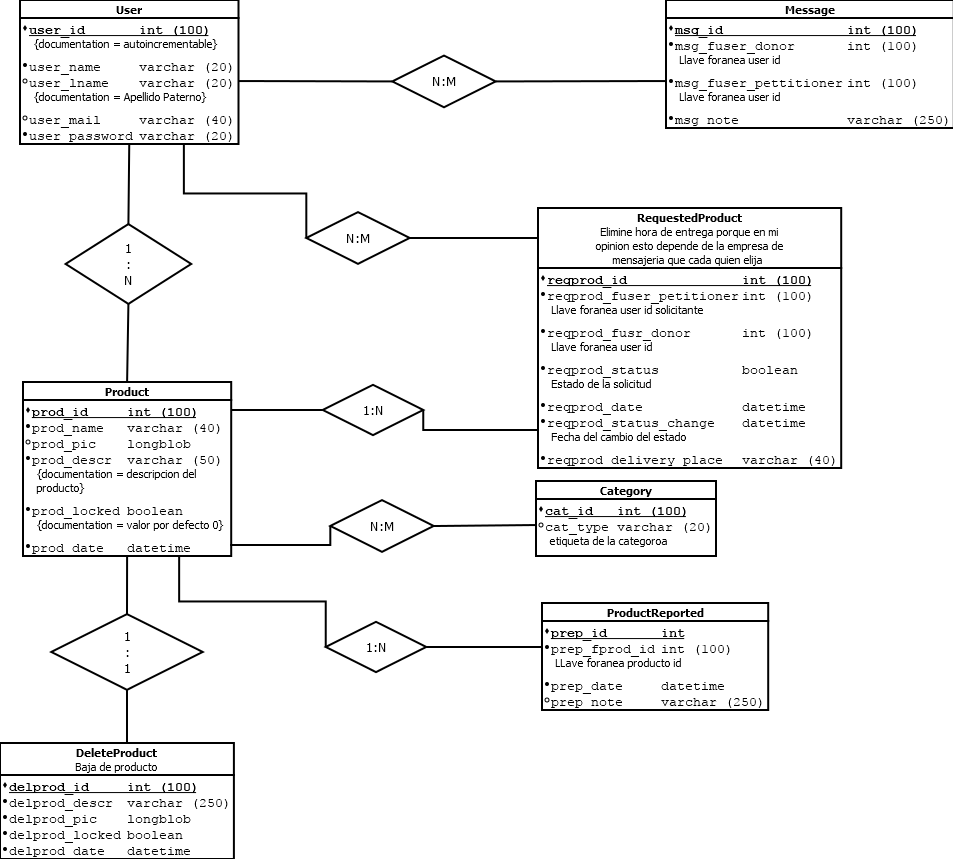 User
user_id int (100)
{documentation = autoincrementable}
user_name varchar (20)
user_lname varchar (20)
{documentation = Apellido Paterno}
user_mail varchar (40)
user_password varchar (20)
N:M
Message
msg_id int (100)
msg_fuser_donor int (100)
Llave foranea user id
msg_fuser_pettitioner int (100)
Llave foranea user id
msg_note varchar (250)
1
:
N
N:M
RequestedProduct
Elimine hora de entrega porque en mi
opinion esto depende de la empresa de
mensajeria que cada quien elija
reqprod_id int (100)
reqprod_fuser_petitioner int (100)
Llave foranea user id solicitante
reqprod_fusr_donor int (100)
Llave foranea user id
reqprod_status boolean
Estado de la solicitud
reqprod_date datetime
reqprod_status_change datetime
Fecha del cambio del estado
reqprod_delivery_place varchar (40)
Product
prod_id int (100)
prod_name varchar (40)
prod_pic longblob
prod_descr varchar (50)
{documentation = descripcion del
producto}
prod_locked boolean
{documentation = valor por defecto 0}
prod_date datetime
1:N
N:M
Category
cat_id int (100)
cat_type varchar (20)
etiqueta de la categoroa
1
:
1
1:N
ProductReported
prep_id int
prep_fprod_id int (100)
LLave foranea producto id
prep_date datetime
prep_note varchar (250)
DeleteProduct
Baja de producto
delprod_id int (100)
delprod_descr varchar (250)
delprod_pic longblob
delprod_locked boolean
delprod_date datetime